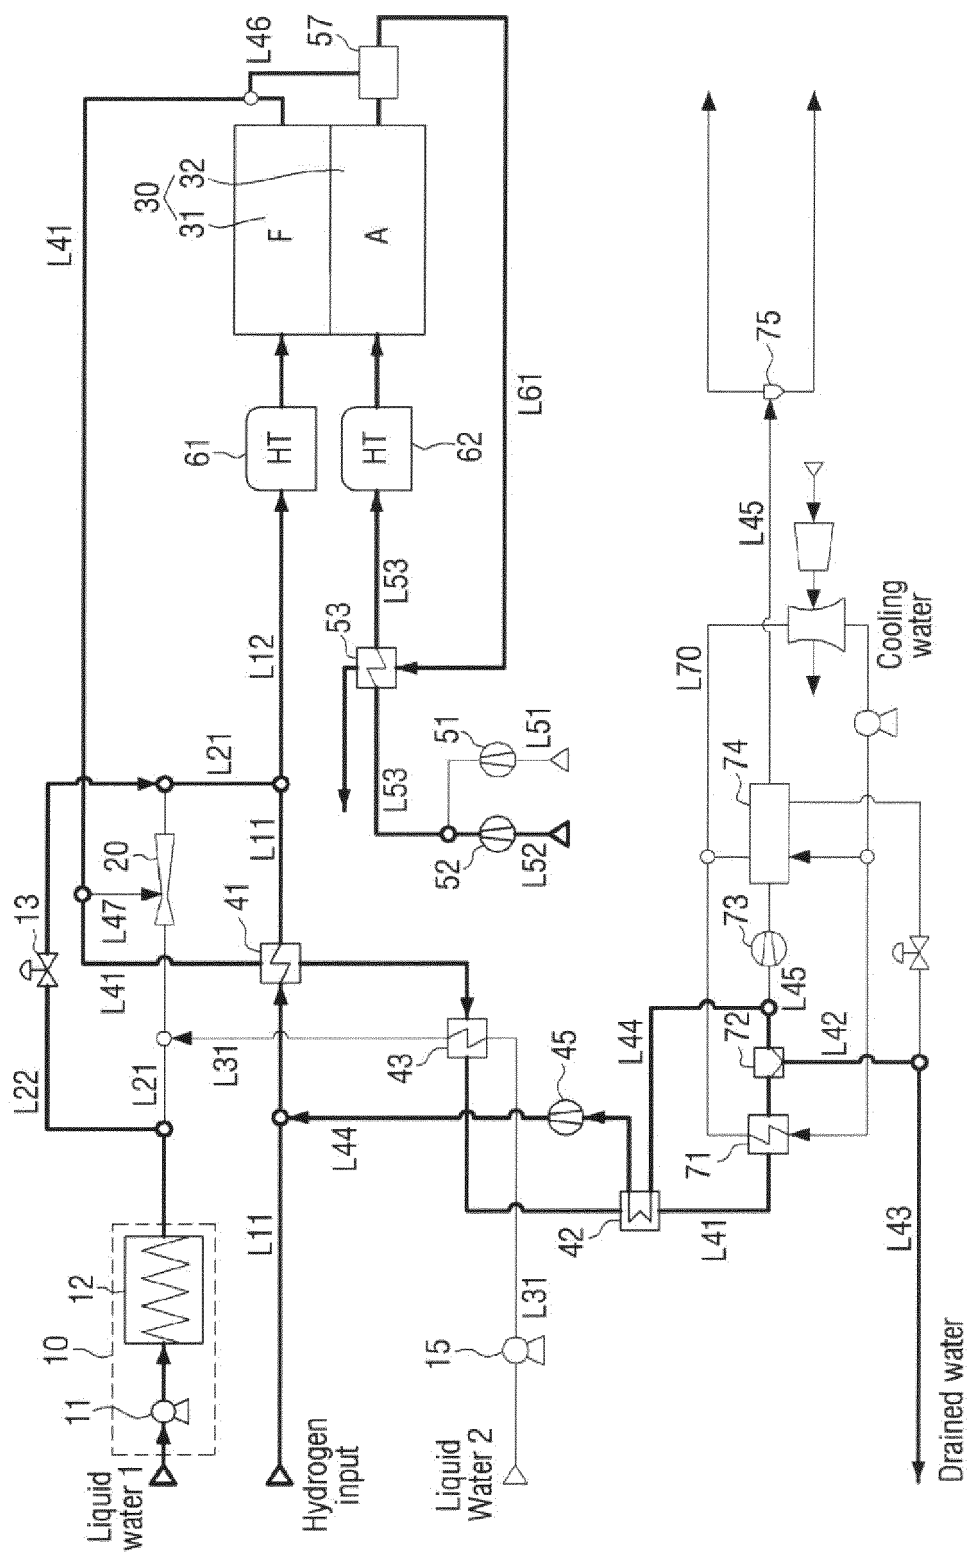 Liquid
water 1
10
11
12
L22
L21
L41
13
L47
20
L21
L41
L46
57
30
31
32
F
A
61
HT
HT
62
L12
L11
41
L31
L11
Hydrogen
input
L44
43
45
L44
42
L41
Liquid
Water 2
15
L31
53
L53
L53
L61
51
L51
52
L52
71
72
L42
L45
73
74
L70
L45
75
Cooling
water
L43
Drained water